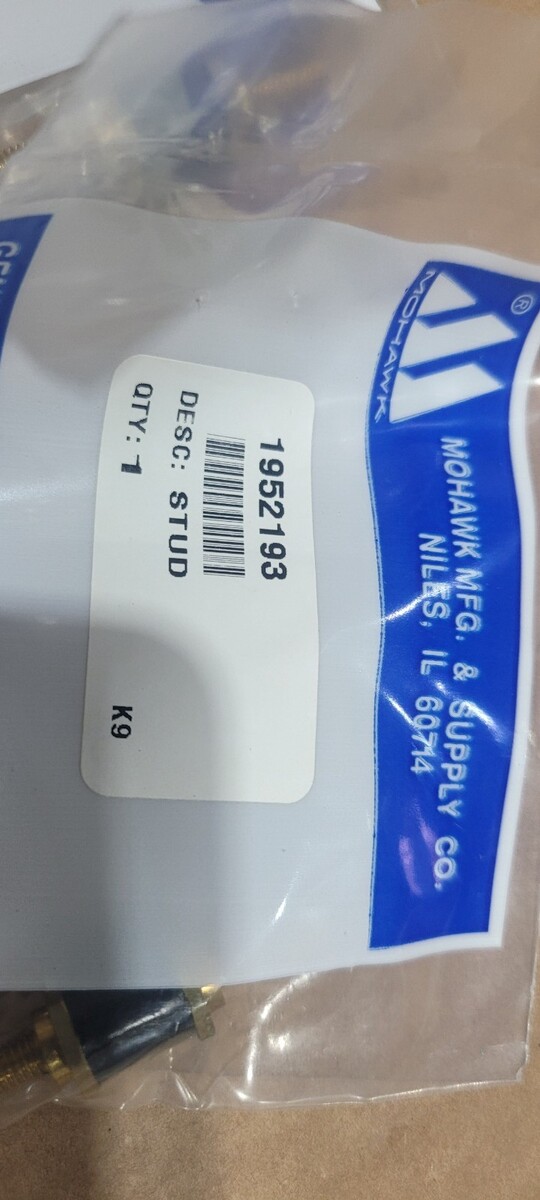 MOHAWK
®
MOHAWK MFG. & SUPPLY CO.
NILES, IL 60714
1952193
DESC: STUD
QTY: 1
K9